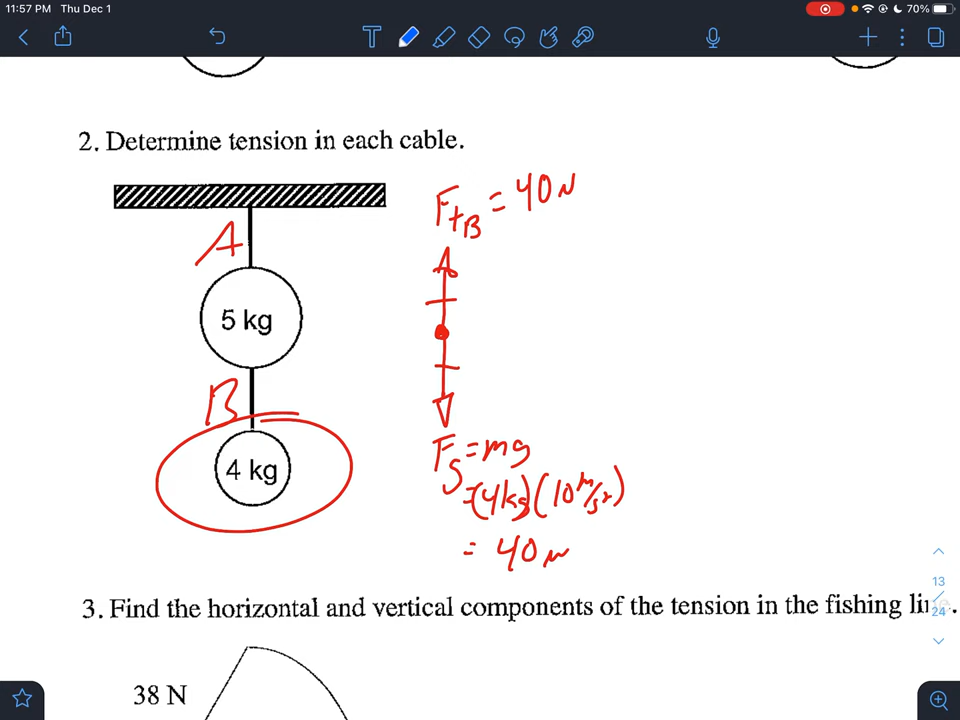 11:57 PM Thu Dec 1
70%
2. Determine tension in each cable.
F_tB = 40 N
A
5 kg
B
4 kg
F_g = mg
= (4kg)(10 m/s²)
= 40 N
3. Find the horizontal and vertical components of the tension in the fishing
13
24
38 N